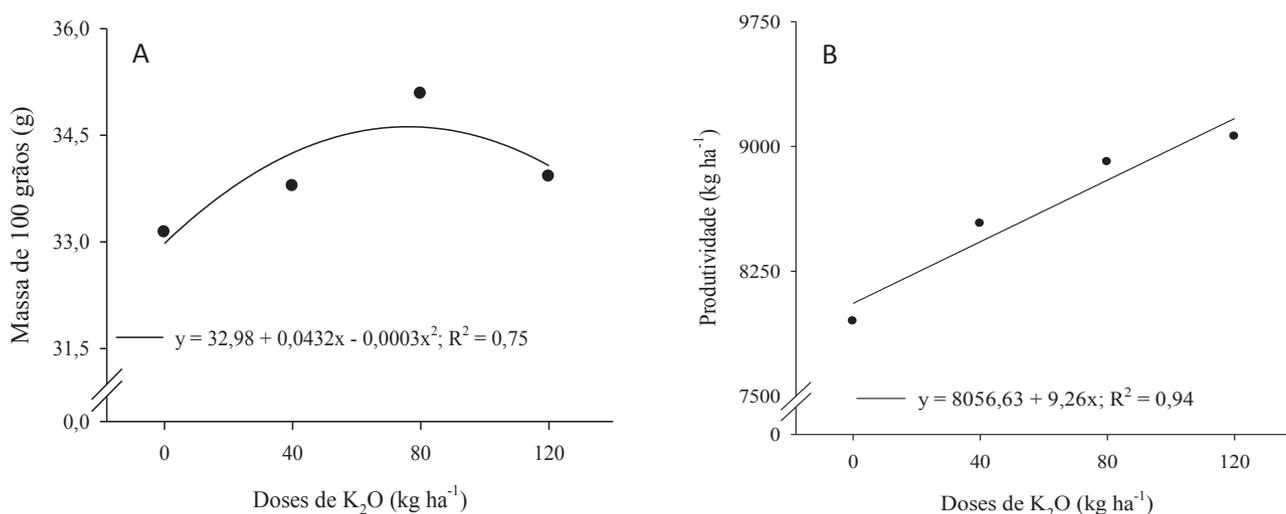 A
Massa de 100 grãos (g)
36,0
34,5
33,0
31,5
0,0
y = 32,98 + 0,0432x - 0,0003x²; R² = 0,75
0 40 80 120
Doses de K₂O (kg ha⁻¹)
B
Produtividade (kg ha⁻¹)
9750
9000
8250
7500
0
y = 8056,63 + 9,26x; R² = 0,94
0 40 80 120
Doses de K₂O (kg ha⁻¹)